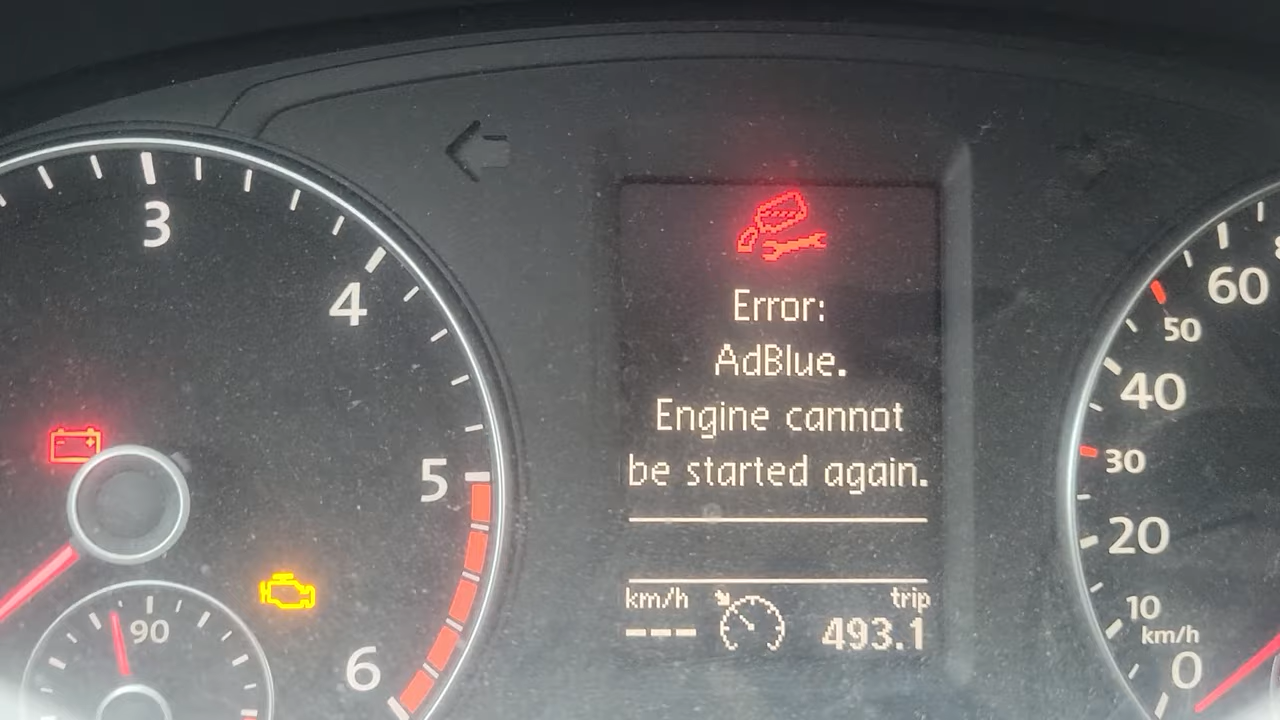 3
4
5
6
90
Error:
AdBlue.
Engine cannot
be started again.
km/h
trip
---
493.1
60
50
40
30
20
10
km/h
0